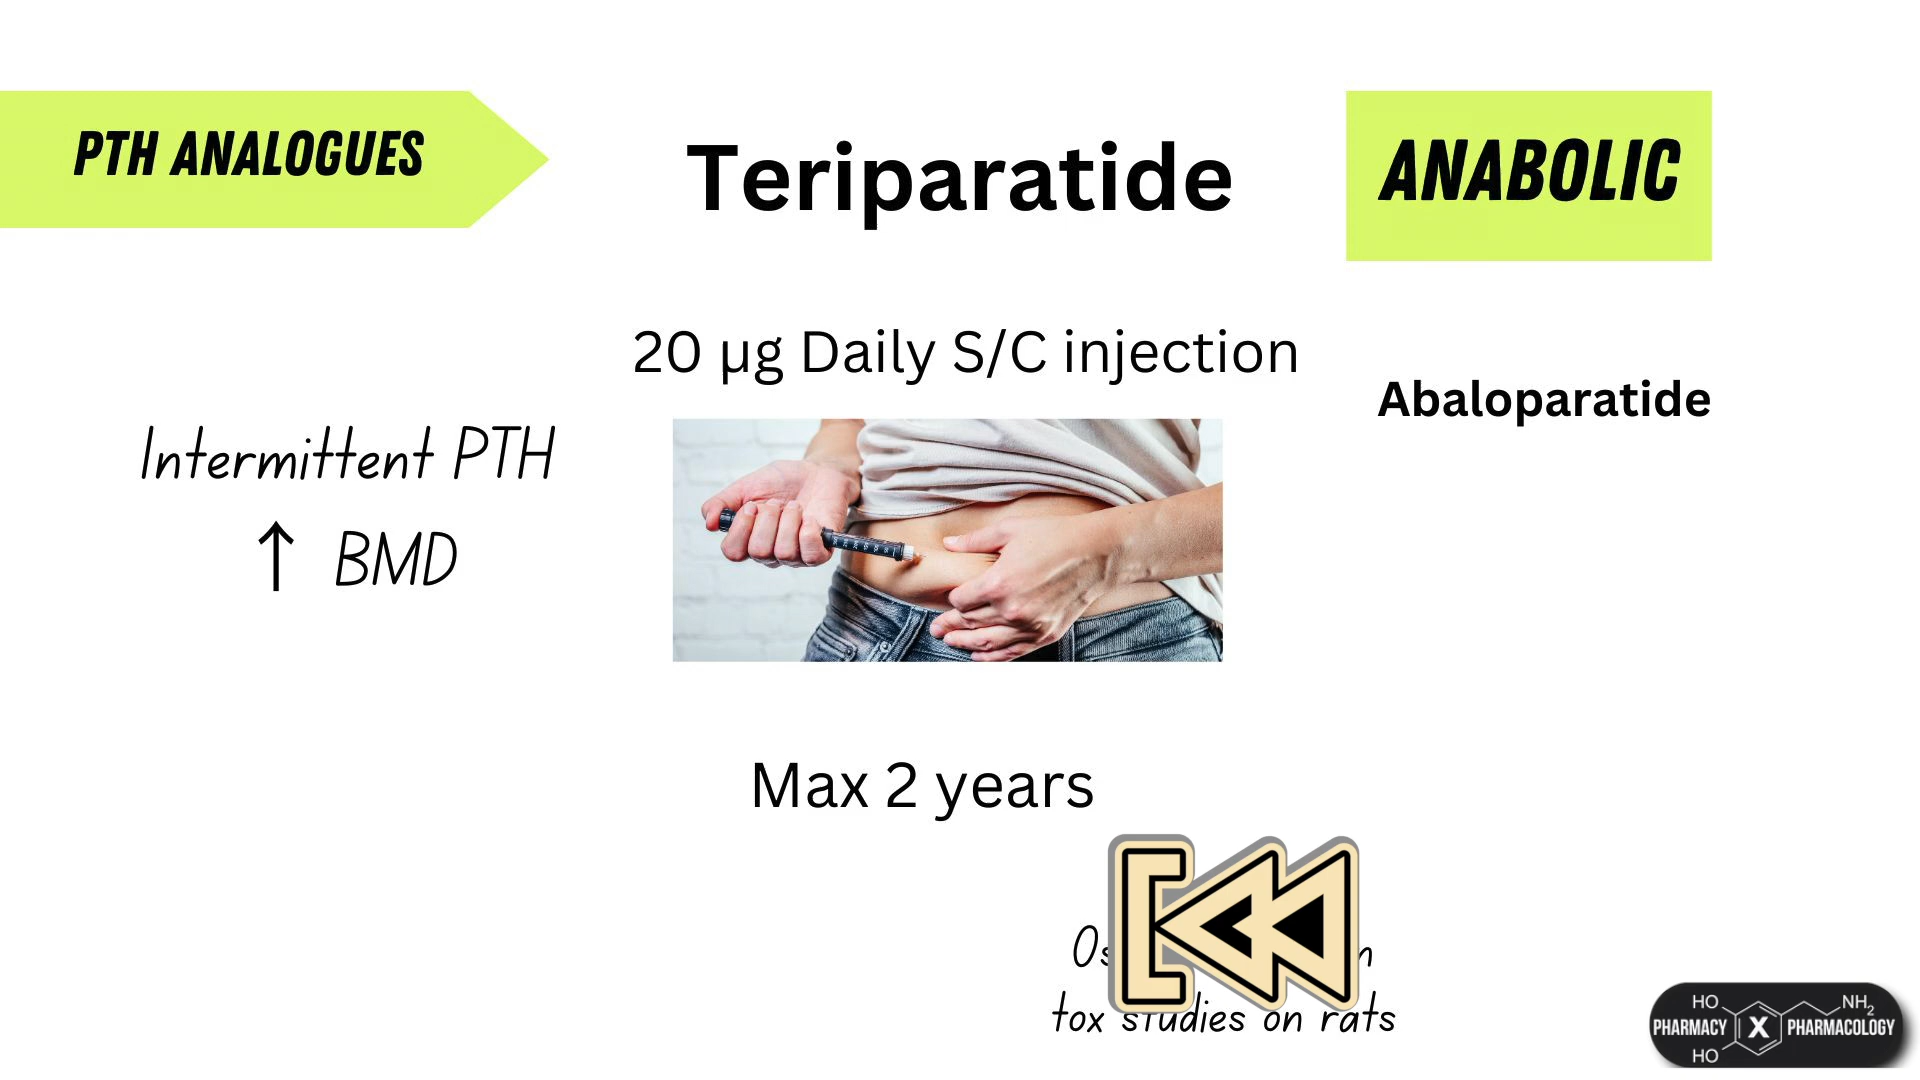 PTH ANALOGUES
Teriparatide
ANABOLIC
20 µg Daily S/C injection
Abaloparatide
Intermittent PTH
↑ BMD
Max 2 years
tox studies on rats
HO
NH2
PHARMACY X PHARMACOLOGY
HO